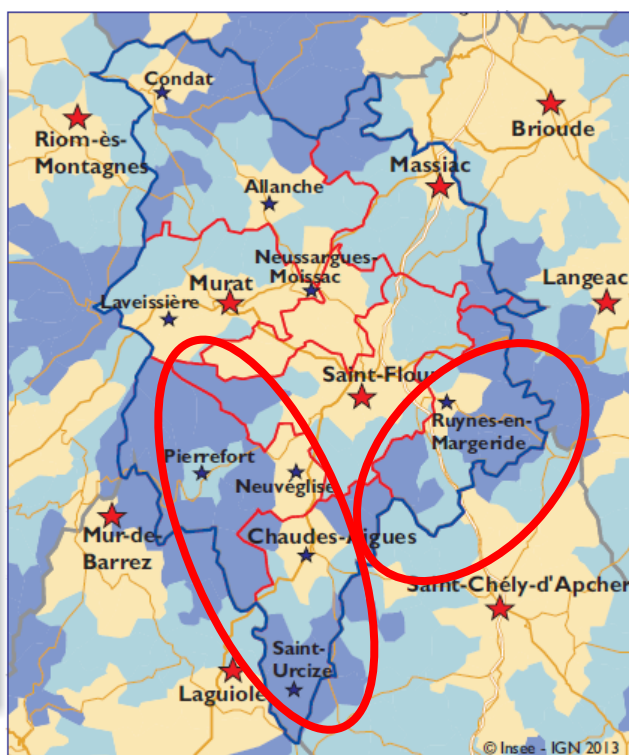 Condat
Riom-ès-
Montagnes
Brioude
Massiac
Allanche
Neussargues-
Moissac
Murat
Laveissière
Langeac
Saint-Flour
Ruynes-en-
Margeride
Pierrefort
Neuvéglise
Mur-de-
Barrez
Chaudes-Aigues
Saint-Chély-d'Apcher
Saint-
Urcize
Laguiole
© Insee - IGN 2013